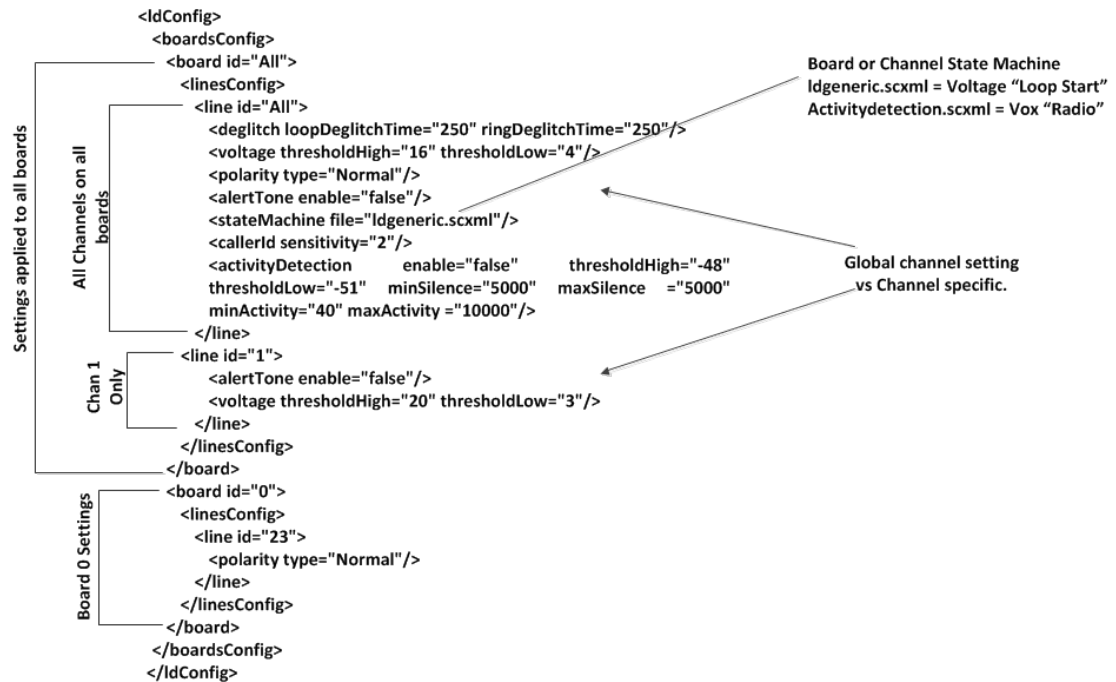 <ldConfig>
<boardsConfig>
<board id="All">
<linesConfig>
<line id="All">
<deglitch loopDeglitchTime="250" ringDeglitchTime="250"/>
<voltage thresholdHigh="16" thresholdLow="4"/>
<polarity type="Normal"/>
<alertTone enable="false"/>
<stateMachine file="ldgeneric.scxml"/>
<callerId sensitivity="2"/>
<activityDetection enable="false" thresholdHigh="-48"
thresholdLow="-51" minSilence="5000" maxSilence ="5000"
minActivity="40" maxActivity ="10000"/>
</line>
<line id="1">
<alertTone enable="false"/>
<voltage thresholdHigh="20" thresholdLow="3"/>
</line>
</linesConfig>
</board>
<board id="0">
<linesConfig>
<line id="23">
<polarity type="Normal"/>
</line>
</linesConfig>
</board>
</boardsConfig>
</ldConfig>
Settings applied to all boards
All Channels on all
boards
Chan 1
Only
Board 0 Settings
Board or Channel State Machine
ldgeneric.scxml = Voltage “Loop Start”
Activitydetection.scxml = Vox “Radio”
Global channel setting
vs Channel specific.